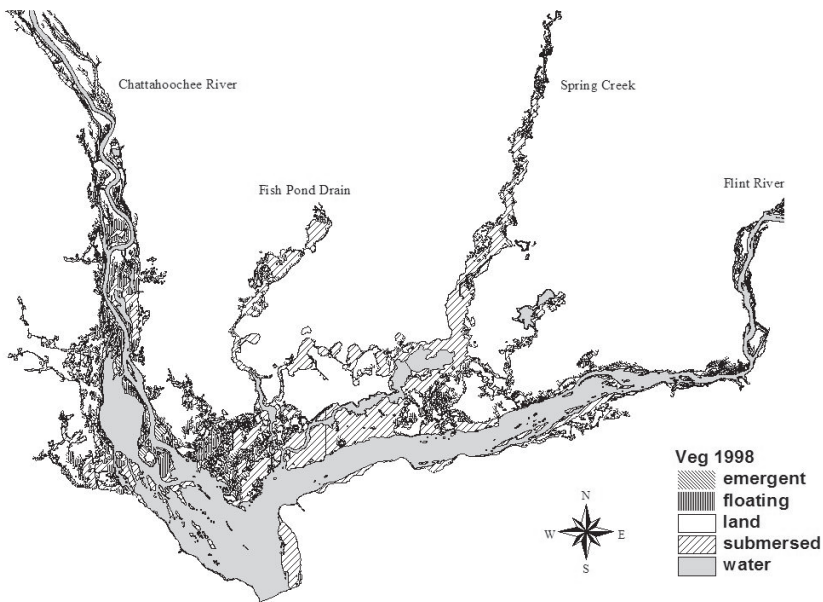 Chattahoochee River
Spring Creek
Fish Pond Drain
Flint River
Veg 1998
emergent
floating
land
submersed
water
N
W E
S